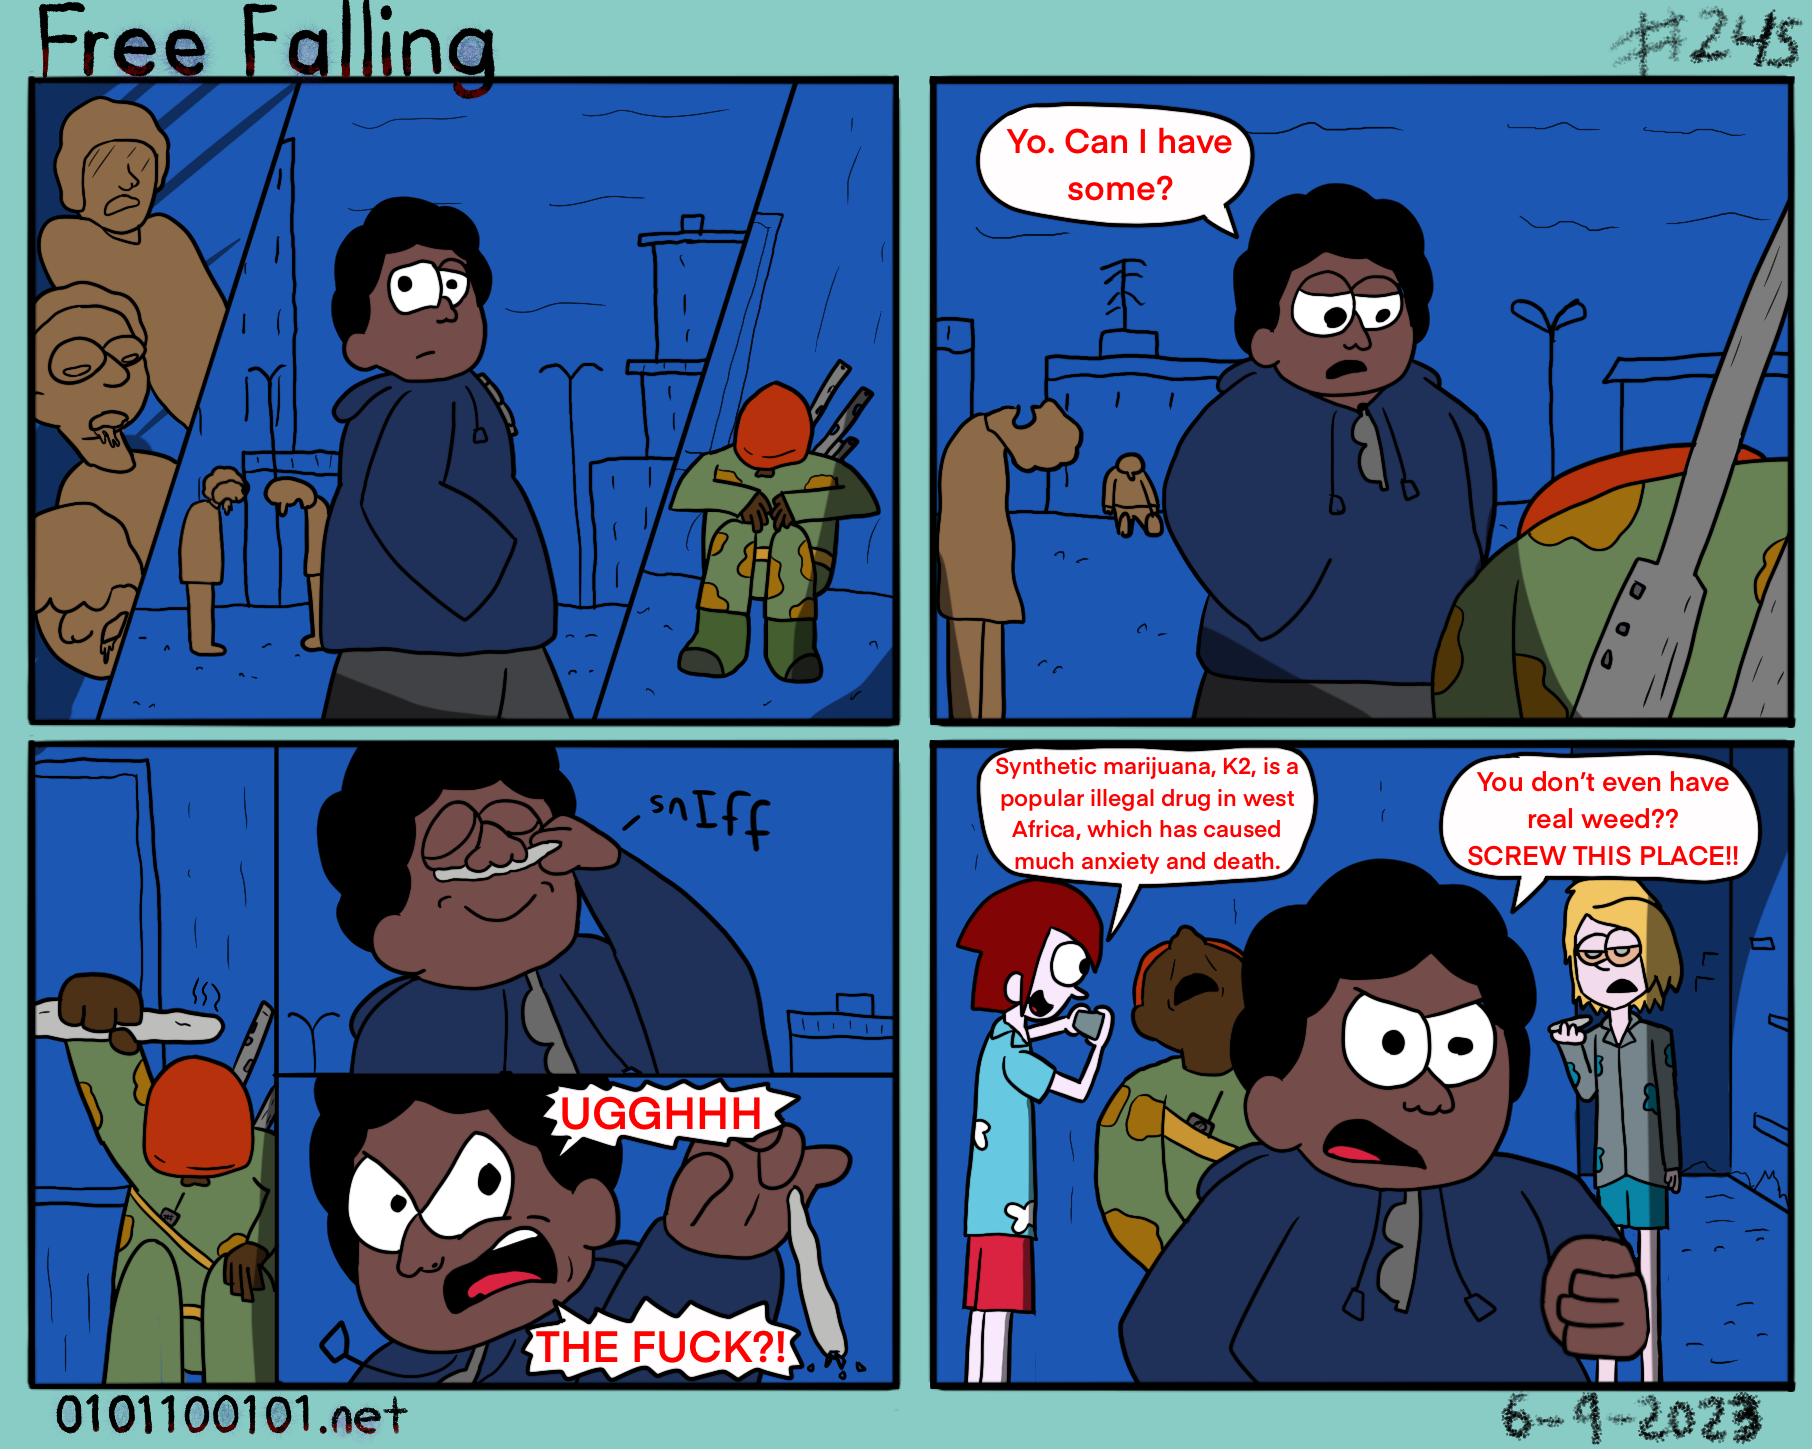 Free Falling
#245
Yo. Can I have
some?
snIff
UGGHHH
THE FUCK?!
Synthetic marijuana, K2, is a
popular illegal drug in west
Africa, which has caused
much anxiety and death.
You don't even have
real weed??
SCREW THIS PLACE!!
0101100101.net
6-9-2023